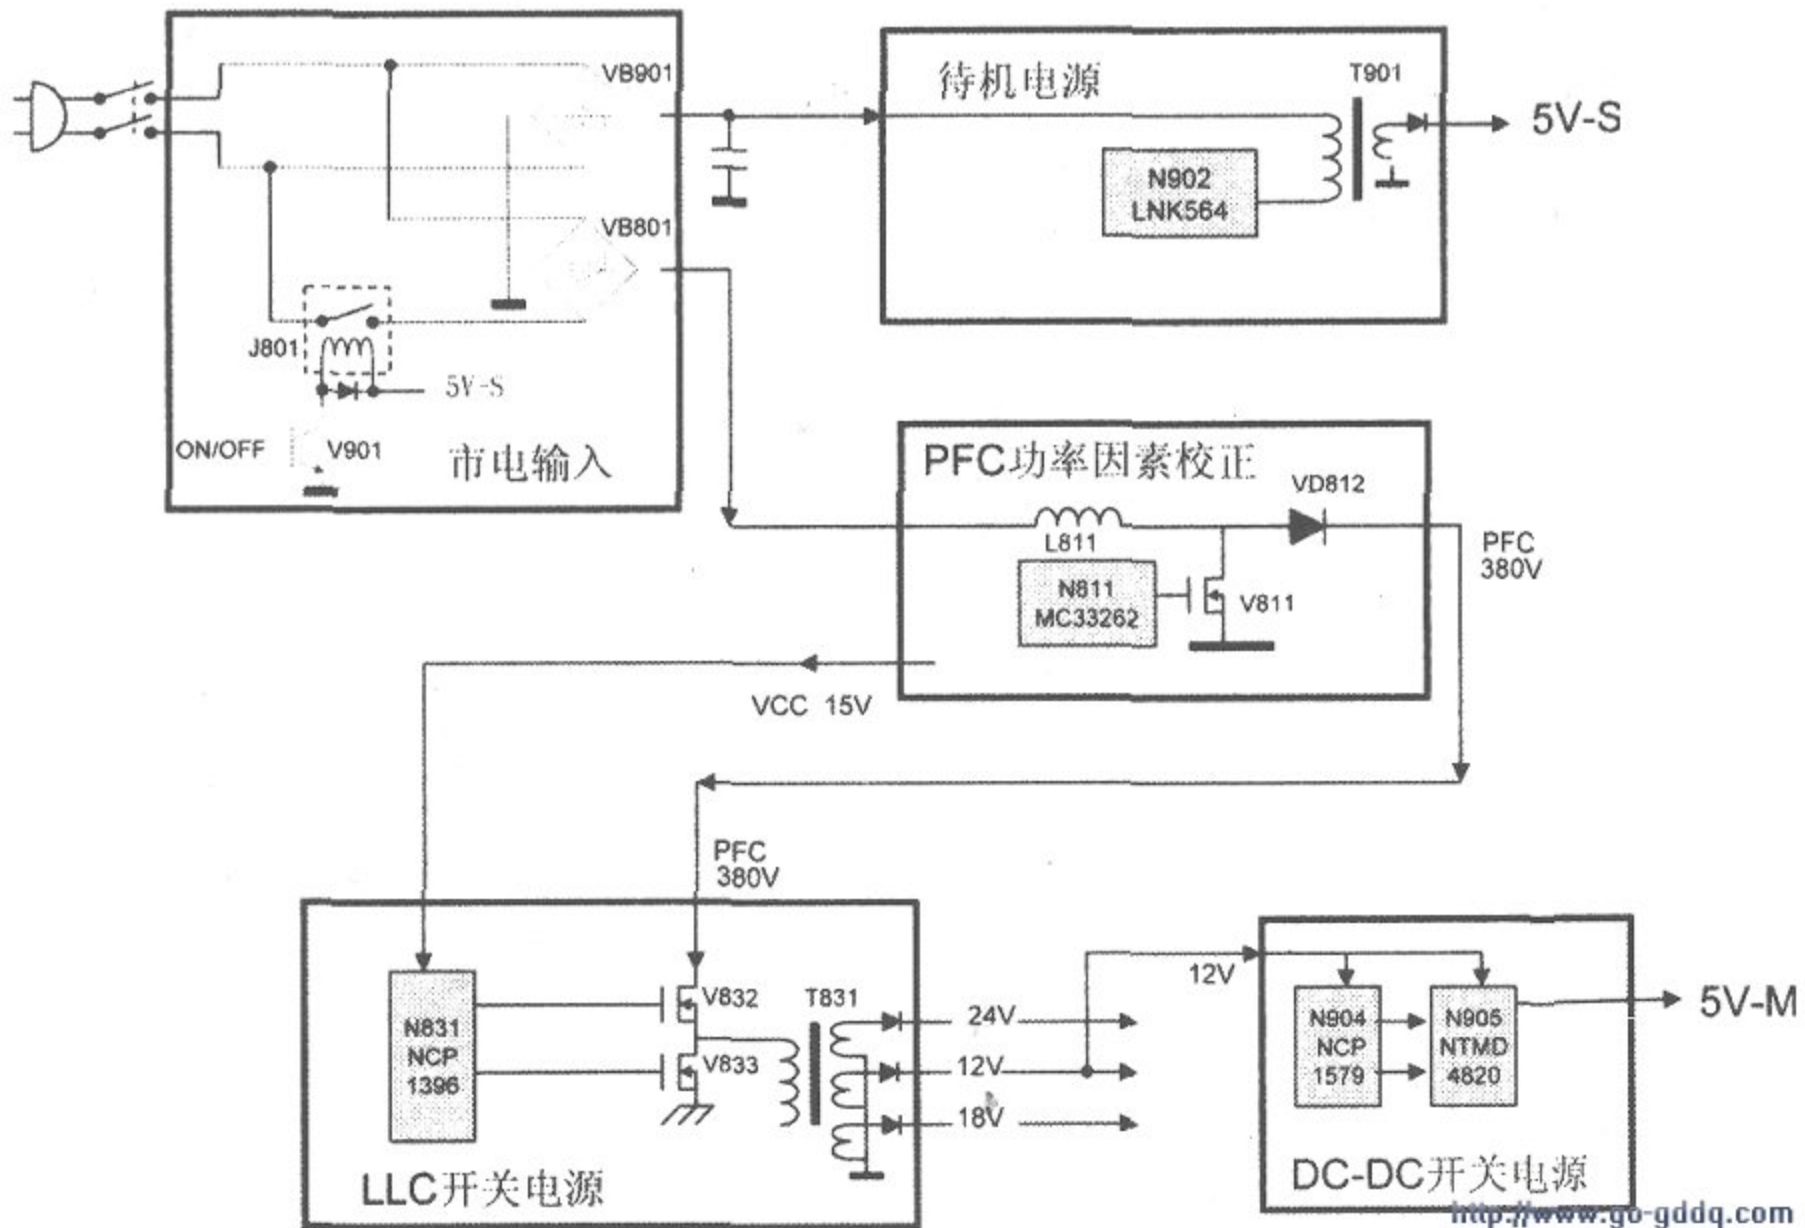 VB901
待机电源
T901
5V-S
N902
LNK564
VB801
J801
5V-S
ON/OFF
V901
市电输入
PFC功率因素校正
VD812
L811
PFC
380V
N811
MC33262
V811
VCC 15V
PFC
380V
N831
NCP
1396
V832
V833
T831
24V
12V
18V
LLC开关电源
12V
N904
NCP
1579
N905
NTMD
4820
5V-M
DC-DC开关电源
http://www.go-gddq.com